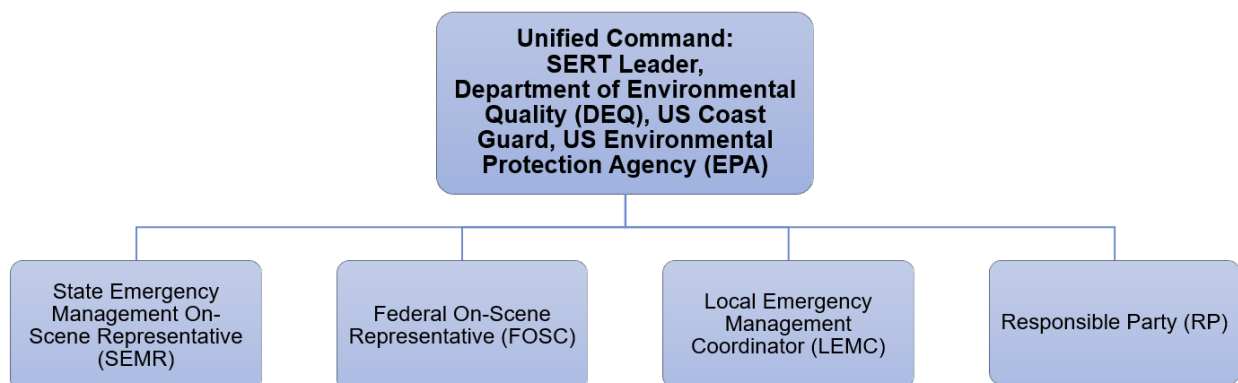 Unified Command:
SERT Leader,
Department of Environmental
Quality (DEQ), US Coast
Guard, US Environmental
Protection Agency (EPA)
State Emergency
Management On-
Scene Representative
(SEMR)
Federal On-Scene
Representative (FOSC)
Local Emergency
Management
Coordinator (LEMC)
Responsible Party (RP)